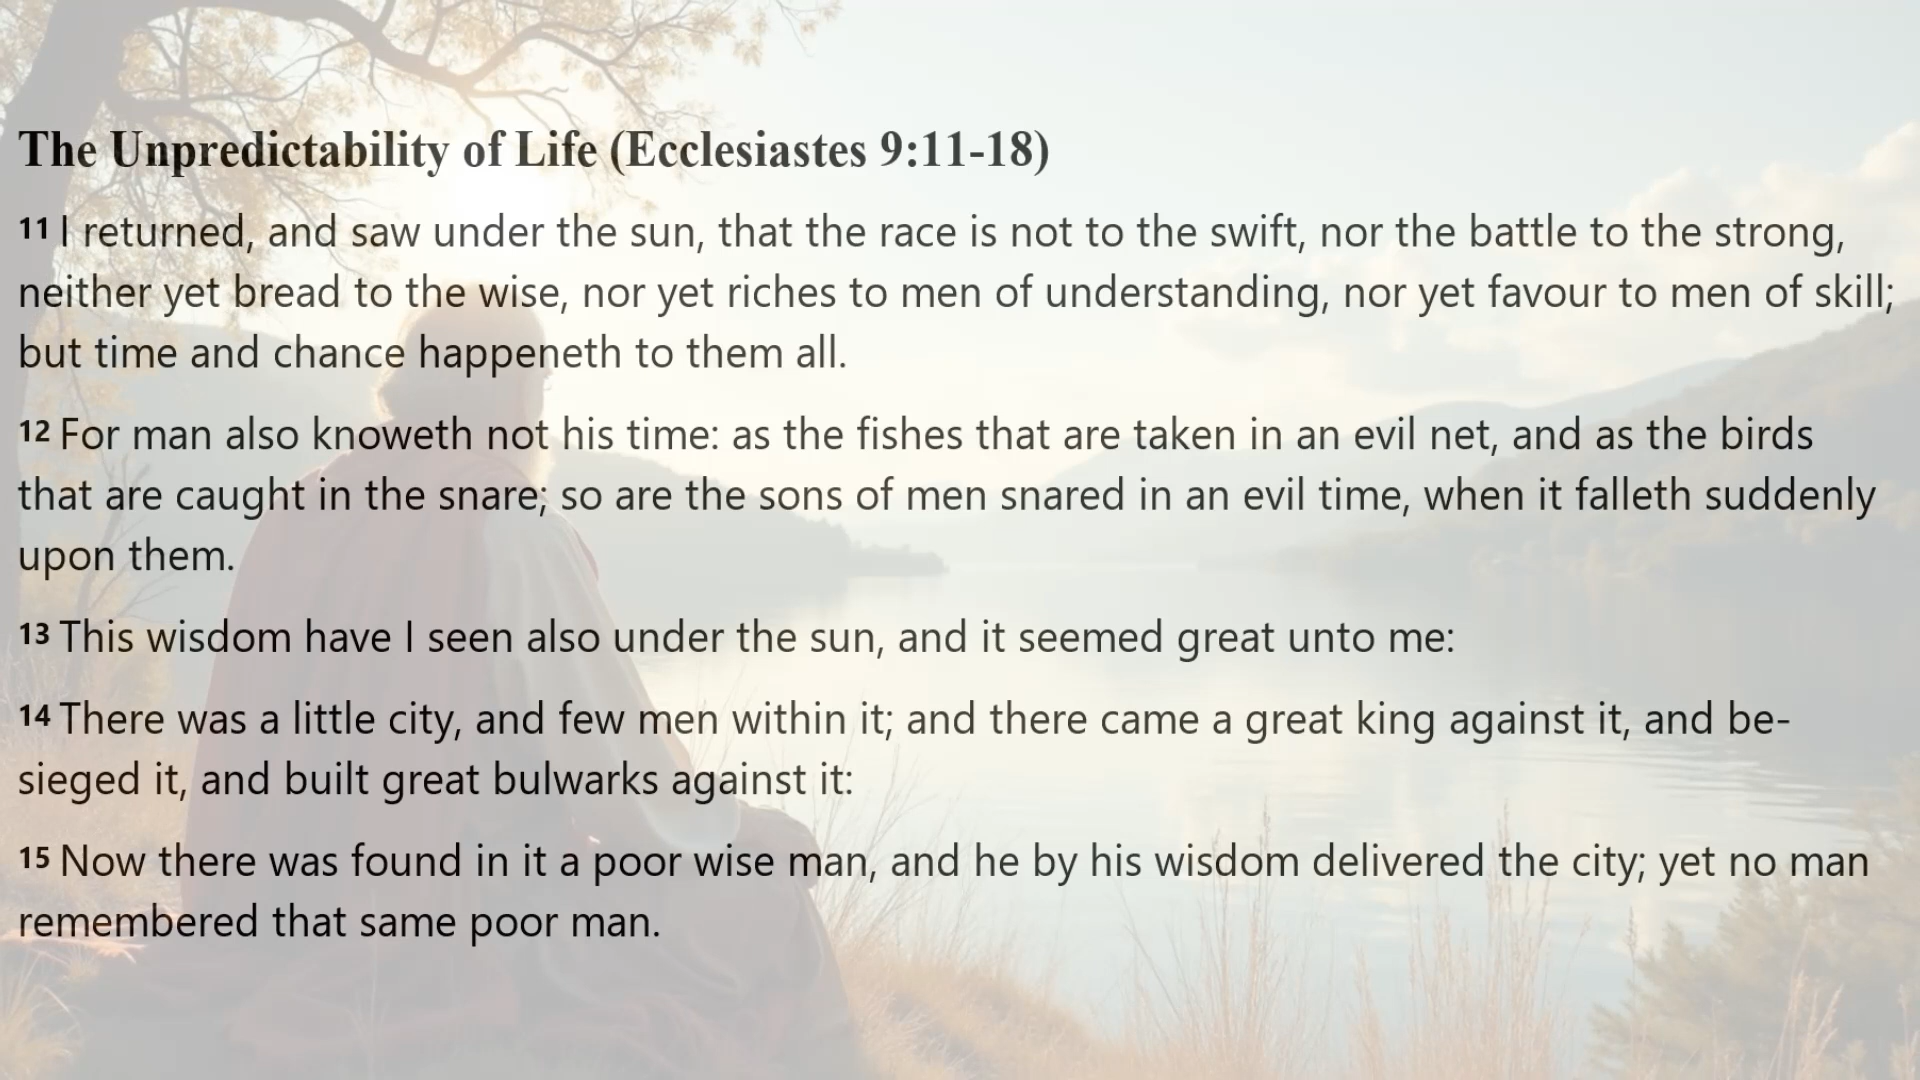 The Unpredictability of Life (Ecclesiastes 9:11-18)
11 I returned, and saw under the sun, that the race is not to the swift, nor the battle to the strong,
neither yet bread to the wise, nor yet riches to men of understanding, nor yet favour to men of skill;
but time and chance happeneth to them all.
12 For man also knoweth not his time: as the fishes that are taken in an evil net, and as the birds
that are caught in the snare; so are the sons of men snared in an evil time, when it falleth suddenly
upon them.
13 This wisdom have I seen also under the sun, and it seemed great unto me:
14 There was a little city, and few men within it; and there came a great king against it, and be-
sieged it, and built great bulwarks against it:
15 Now there was found in it a poor wise man, and he by his wisdom delivered the city; yet no man
remembered that same poor man.